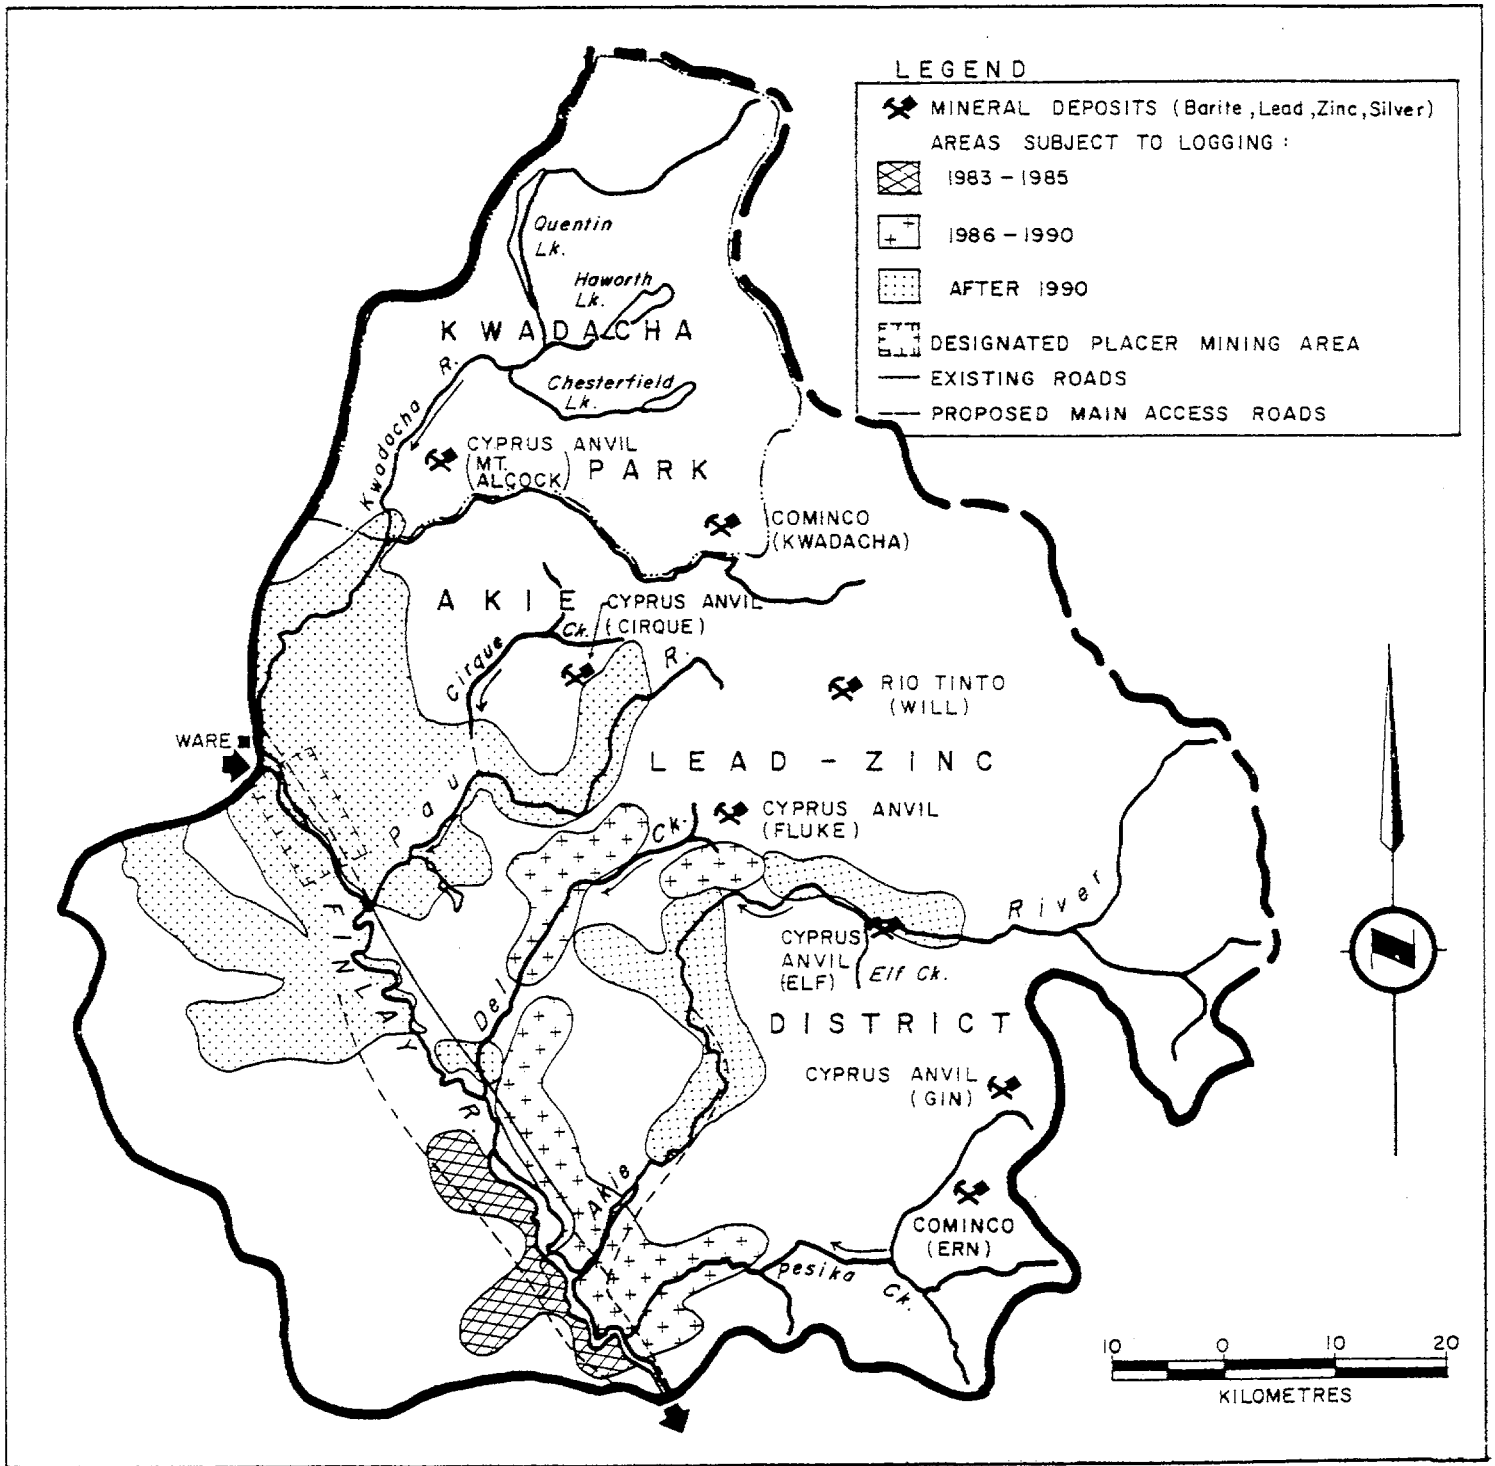 LEGEND
MINERAL DEPOSITS (Barite, Lead, Zinc, Silver)
AREAS SUBJECT TO LOGGING :
1983 - 1985
1986 - 1990
AFTER 1990
DESIGNATED PLACER MINING AREA
EXISTING ROADS
PROPOSED MAIN ACCESS ROADS
Quentin
Lk.
Haworth
Lk.
KWADACHA
Kwadacha R.
Chesterfield
Lk.
CYPRUS ANVIL
(MT.
ALCOCK)
PARK
COMINCO
(KWADACHA)
AKIE
CYPRUS ANVIL
(CIRQUE)
Cirque Ck.
R.
RIO TINTO
(WILL)
WARE
LEAD - ZINC
Pau
CYPRUS ANVIL
(FLUKE)
Ck.
River
FINLAY R.
CYPRUS
ANVIL
(ELF)
Elf Ck.
Del
DISTRICT
CYPRUS ANVIL
(GIN)
Akie
COMINCO
(ERN)
Pesika Ck.
10 0 10 20
KILOMETRES
N